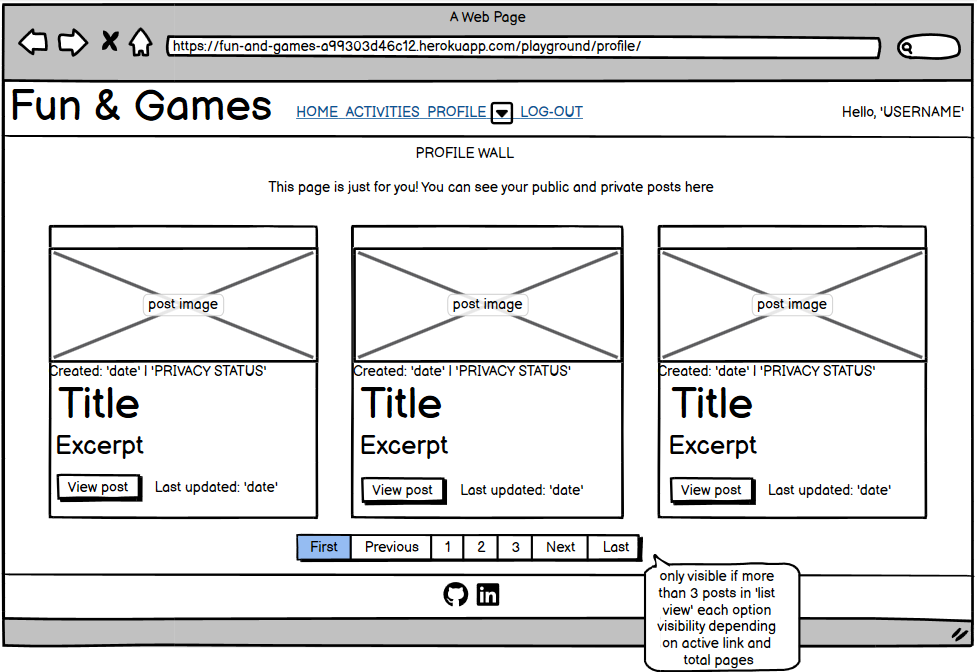 A Web Page
https://fun-and-games-a99303d46c12.herokuapp.com/playground/profile/
Fun & Games HOME ACTIVITIES PROFILE LOG-OUT Hello, 'USERNAME'
PROFILE WALL
This page is just for you! You can see your public and private posts here
post image post image post image
Created: 'date' | 'PRIVACY STATUS' Created: 'date' | 'PRIVACY STATUS' Created: 'date' | 'PRIVACY STATUS'
Title Title Title
Excerpt Excerpt Excerpt
View post Last updated: 'date' View post Last updated: 'date' View post Last updated: 'date'
First Previous 1 2 3 Next Last
only visible if more
than 3 posts in 'list
view' each option
visibility depending
on active link and
total pages
in